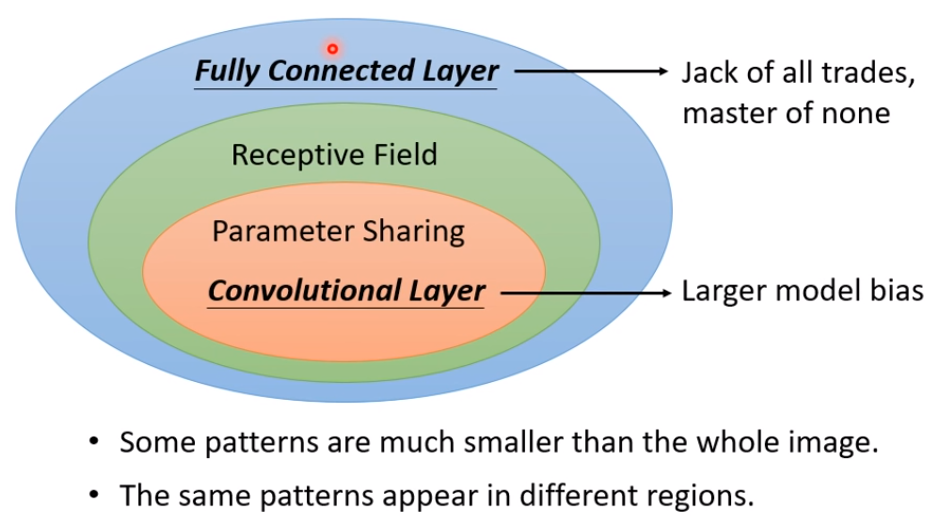 Fully Connected Layer
Jack of all trades,
master of none
Receptive Field
Parameter Sharing
Convolutional Layer
Larger model bias
• Some patterns are much smaller than the whole image.
• The same patterns appear in different regions.